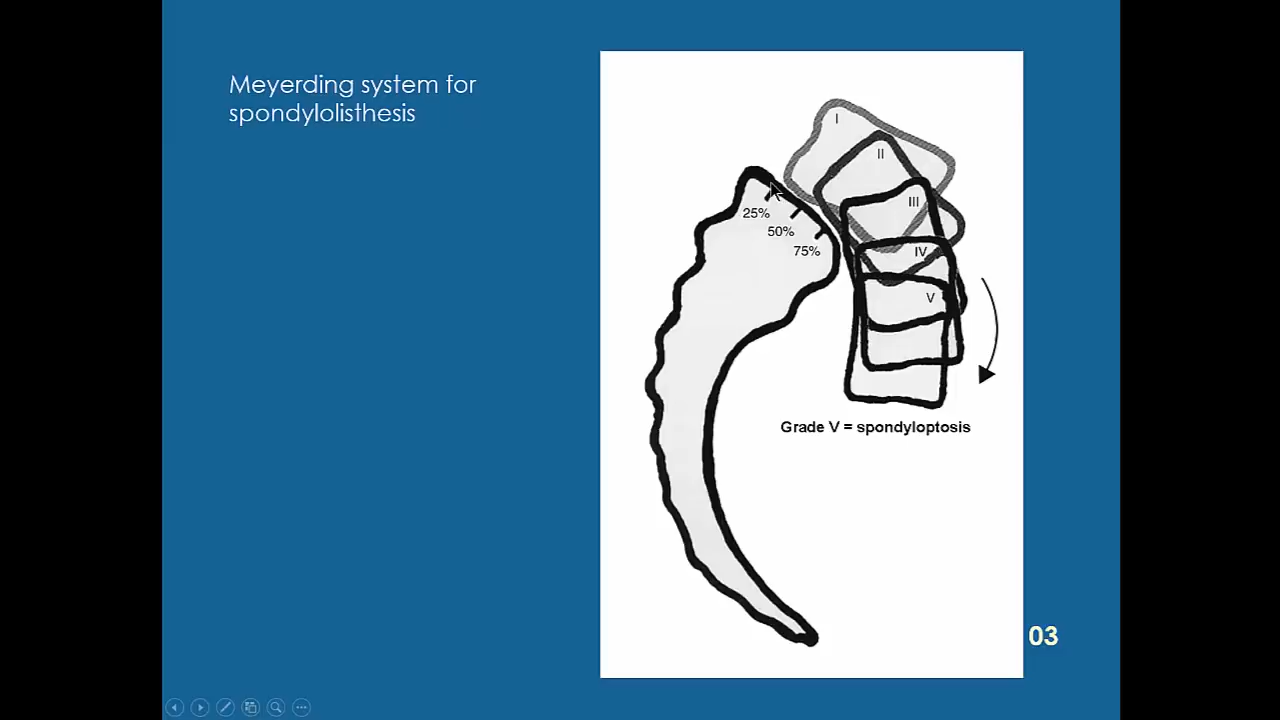 Meyerding system for
spondylolisthesis
I
II
III
IV
V
25%
50%
75%
Grade V = spondyloptosis
03